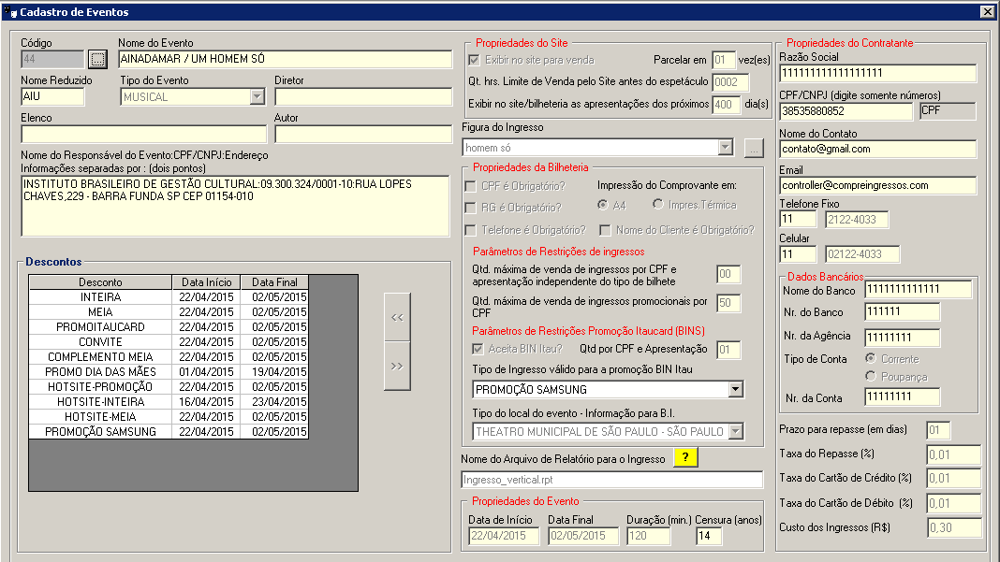 Cadastro de Eventos
Código
44
...
Nome do Evento
AINADAMAR / UM HOMEM SÓ
Nome Reduzido
AIU
Tipo do Evento
MUSICAL
Diretor
Elenco
Autor
Nome do Responsável do Evento:CPF/CNPJ:Endereço
Informações separadas por : (dois pontos)
INSTITUTO BRASILEIRO DE GESTÃO CULTURAL:09.300.324/0001-10:RUA LOPES
CHAVES,229 - BARRA FUNDA SP CEP 01154-010
Descontos
Desconto Data Início Data Final
INTEIRA 22/04/2015 02/05/2015
MEIA 22/04/2015 02/05/2015
PROMOITAUCARD 22/04/2015 02/05/2015
CONVITE 22/04/2015 02/05/2015
COMPLEMENTO MEIA 22/04/2015 02/05/2015
PROMO DIA DAS MÃES 01/04/2015 19/04/2015
HOTSITE-PROMOÇÃO 22/04/2015 02/05/2015
HOTSITE-INTEIRA 16/04/2015 23/04/2015
HOTSITE-MEIA 22/04/2015 02/05/2015
PROMOÇÃO SAMSUNG 22/04/2015 02/05/2015
<<
>>
Propriedades do Site
Exibir no site para venda Parcelar em 01 vez(es)
Qt. hrs. Limite de Venda pelo Site antes do espetáculo 0002
Exibir no site/bilheteria as apresentações dos próximos 400 dia(s)
Figura do Ingresso
homem só ...
Propriedades da Bilheteria
CPF é Obrigatório? Impressão do Comprovante em:
RG é Obrigatório? A4 Impres.Térmica
Telefone é Obrigatório? Nome do Cliente é Obrigatório?
Parâmetros de Restrições de ingressos
Qtd. máxima de venda de ingressos por CPF e
apresentação independente do tipo de bilhete 00
Qtd. máxima de venda de ingressos promocionais por
CPF 50
Parâmetros de Restrições Promoção Itaucard (BINS)
Aceita BIN Itau? Qtd por CPF e Apresentação 01
Tipo de Ingresso válido para a promoção BIN Itau
PROMOÇÃO SAMSUNG
Tipo do local do evento - Informação para B.I.
THEATRO MUNICIPAL DE SÃO PAULO - SÃO PAULO
Nome do Arquivo de Relatório para o Ingresso ?
Ingresso_vertical.rpt
Propriedades do Evento
Data de Início Data Final Duração (min.) Censura (anos)
22/04/2015 02/05/2015 120 14
Propriedades do Contratante
Razão Social
111111111111111111
CPF/CNPJ (digite somente números)
38535880852 CPF
Nome do Contato
contato@gmail.com
Email
controller@compreingressos.com
Telefone Fixo
11 2122-4033
Celular
11 02122-4033
Dados Bancários
Nome do Banco 1111111111111
Nr. do Banco 111111
Nr. da Agência 11111111
Tipo de Conta Corrente
Poupança
Nr. da Conta 11111111
Prazo para repasse (em dias) 01
Taxa do Repasse (%) 0,01
Taxa do Cartão de Crédito (%) 0,01
Taxa do Cartão de Débito (%) 0,01
Custo dos Ingressos (R$) 0,30